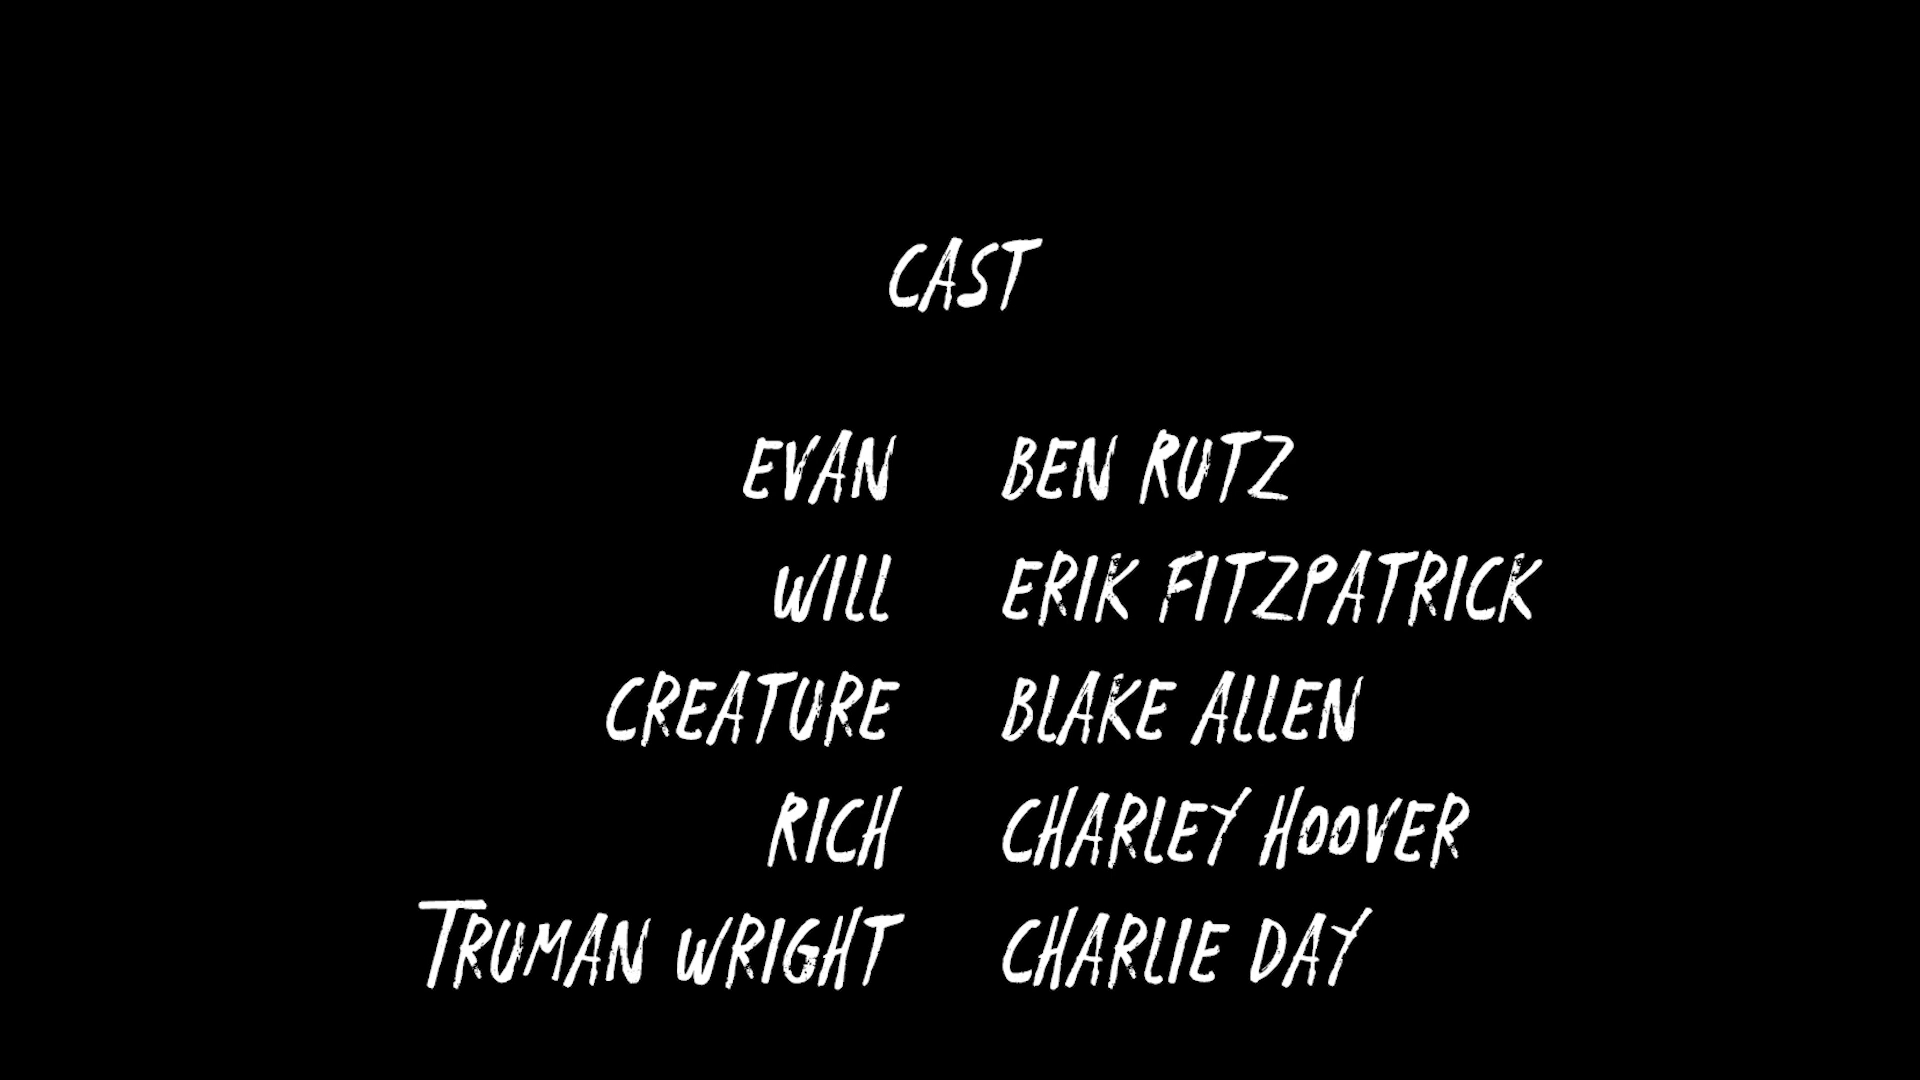 CAST
EVAN BEN RUTZ
WILL ERIK FITZPATRICK
CREATURE BLAKE ALLEN
RICH CHARLEY HOOVER
TRUMAN WRIGHT CHARLIE DAY